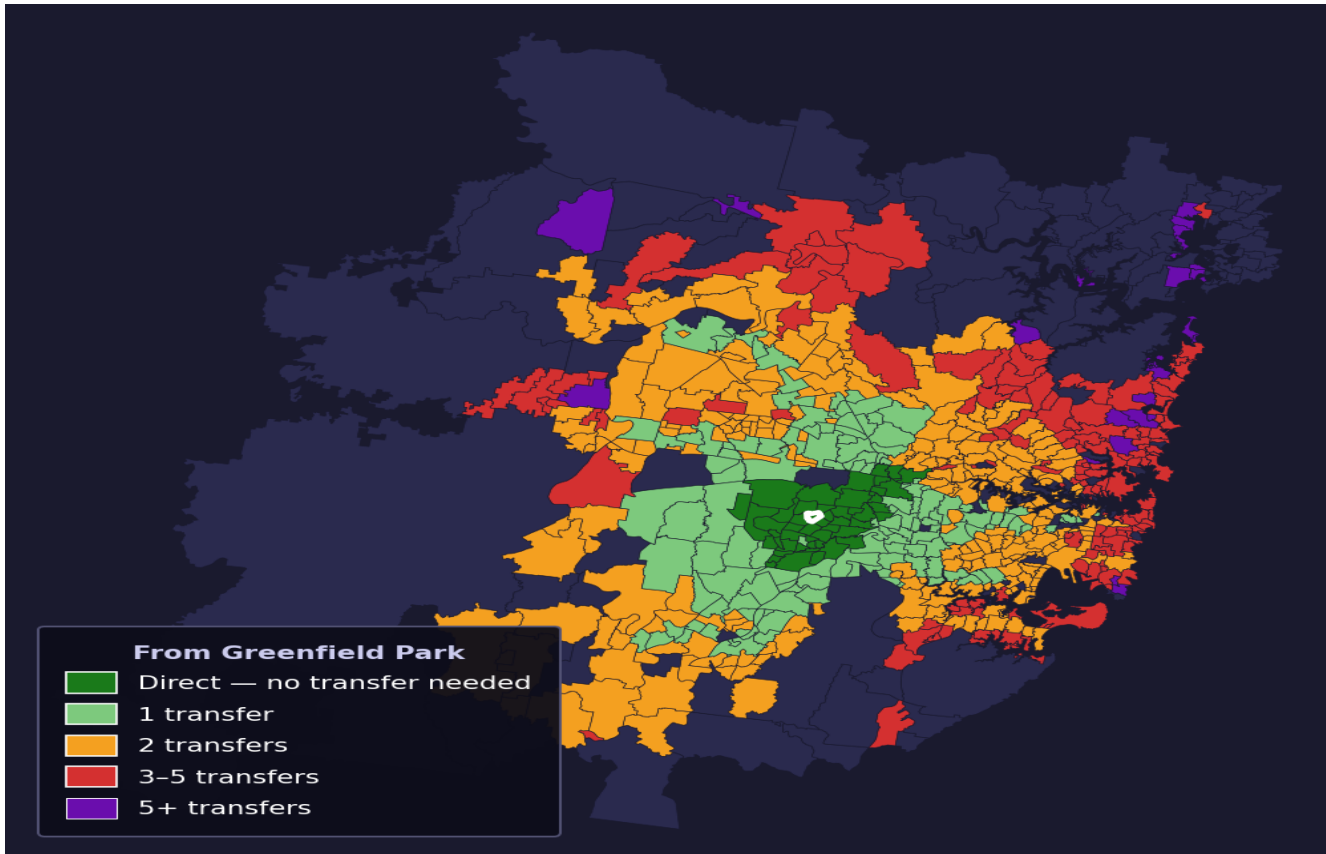 From Greenfield Park
Direct — no transfer needed
1 transfer
2 transfers
3–5 transfers
5+ transfers